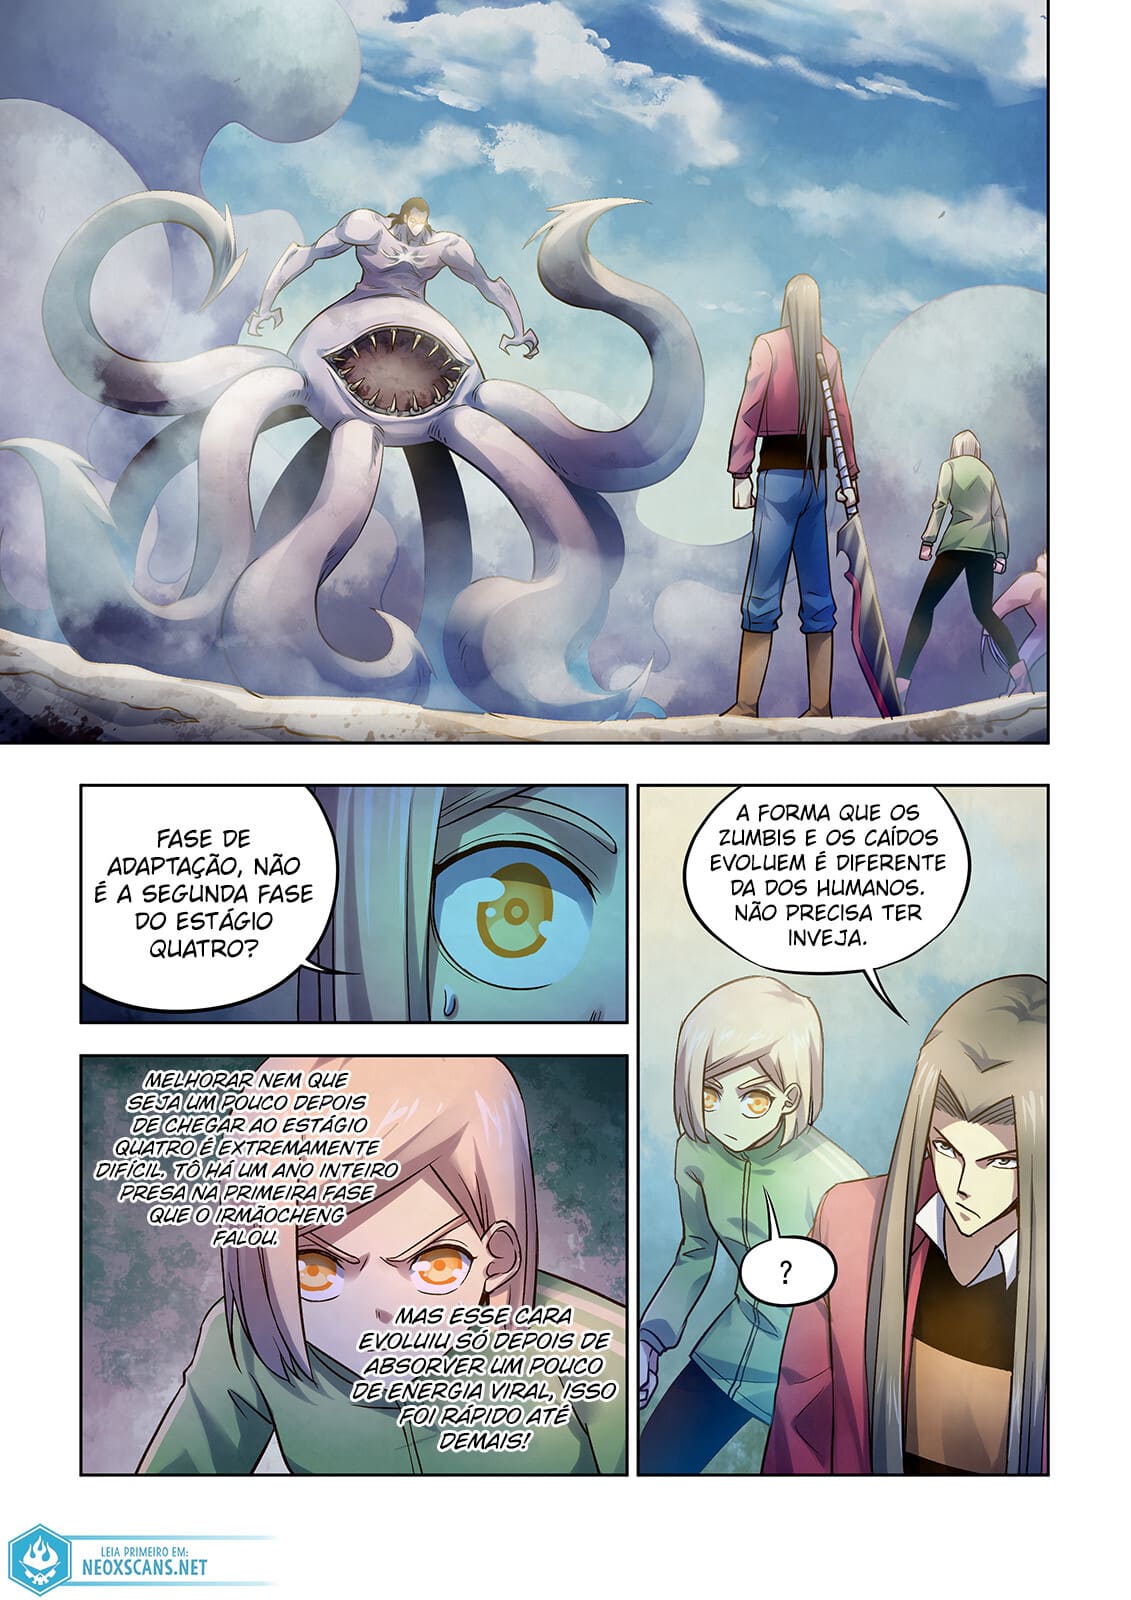 FASE DE
ADAPTAÇÃO, NÃO
É A SEGUNDA FASE
DO ESTÁGIO
QUATRO?
A FORMA QUE OS
ZUMBIS E OS CAÍDOS
EVOLUEM É DIFERENTE
DA DOS HUMANOS.
NÃO PRECISA TER
INVEJA.
?
MELHORAR NEM QUE
SEJA UM POUCO DEPOIS
DE CHEGAR AO ESTÁGIO
QUATRO É EXTREMAMENTE
DIFÍCIL. TÔ HÁ UM ANO INTEIRO
PRESA NA PRIMEIRA FASE
QUE O IRMÃOCHENG
FALOU.
MAS ESSE CARA
EVOLUIU SÓ DEPOIS DE
ABSORVER UM POUCO
DE ENERGIA VIRAL, ISSO
FOI RÁPIDO ATÉ
DEMAIS!
LEIA PRIMEIRO EM:
NEOXSCANS.NET